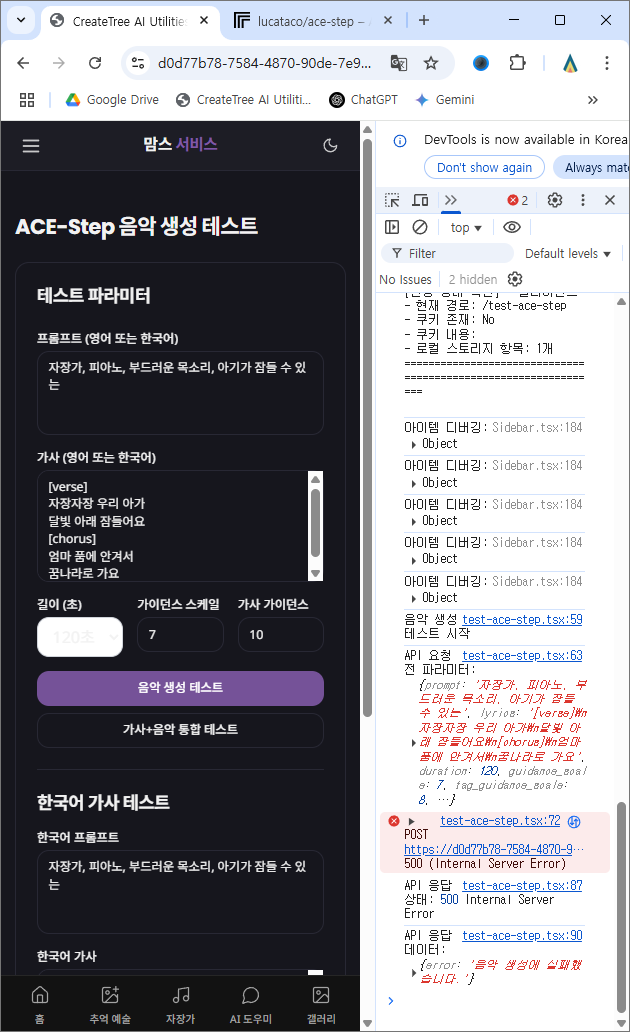 CreateTree AI Utilitie
lucataco/ace-step –
d0d77b78-7584-4870-90de-7e9...
Google Drive
CreateTree AI Utiliti...
ChatGPT
Gemini
맘스 서비스
ACE-Step 음악 생성 테스트
테스트 파라미터
프롬프트 (영어 또는 한국어)
자장가, 피아노, 부드러운 목소리, 아기가 잠들 수 있
는
가사 (영어 또는 한국어)
[verse]
자장자장 우리 아가
달빛 아래 잠들어요
[chorus]
엄마 품에 안겨서
꿈나라로 가요
길이 (초)
가이던스 스케일
가사 가이던스
120초
7
10
음악 생성 테스트
가사+음악 통합 테스트
한국어 가사 테스트
한국어 프롬프트
자장가, 피아노, 부드러운 목소리, 아기가 잠들 수 있
는
한국어 가사
홈
추억 예술
자장가
AI 도우미
갤러리
DevTools is now available in Korea
Don't show again
Always mat
2
top
Filter
Default levels
No Issues
2 hidden
- 현재 경로: /test-ace-step
- 쿠키 존재: No
- 쿠키 내용:
- 로컬 스토리지 항목: 1개
==============================
==============================
===
아이템 디버깅: Sidebar.tsx:184
Object
아이템 디버깅: Sidebar.tsx:184
Object
아이템 디버깅: Sidebar.tsx:184
Object
아이템 디버깅: Sidebar.tsx:184
Object
아이템 디버깅: Sidebar.tsx:184
Object
음악 생성 test-ace-step.tsx:59
테스트 시작
API 요청 test-ace-step.tsx:63
전 파라미터:
{prompt: '자장가, 피아노, 부
드러운 목소리, 아기가 잠들
수 있는', lyrics: '[verse]₩n
자장자장 우리 아가₩n달빛 아
래 잠들어요₩n[chorus]₩n엄마
품에 안겨서₩n꿈나라로 가요',
duration: 120, guidance_scal
e: 7, tag_guidance_scale:
8, …}
test-ace-step.tsx:72
POST
https://d0d77b78-7584-4870-9…
500 (Internal Server Error)
API 응답 test-ace-step.tsx:87
상태: 500 Internal Server
Error
API 응답 test-ace-step.tsx:90
데이터:
{error: '음악 생성에 실패했
습니다.'}